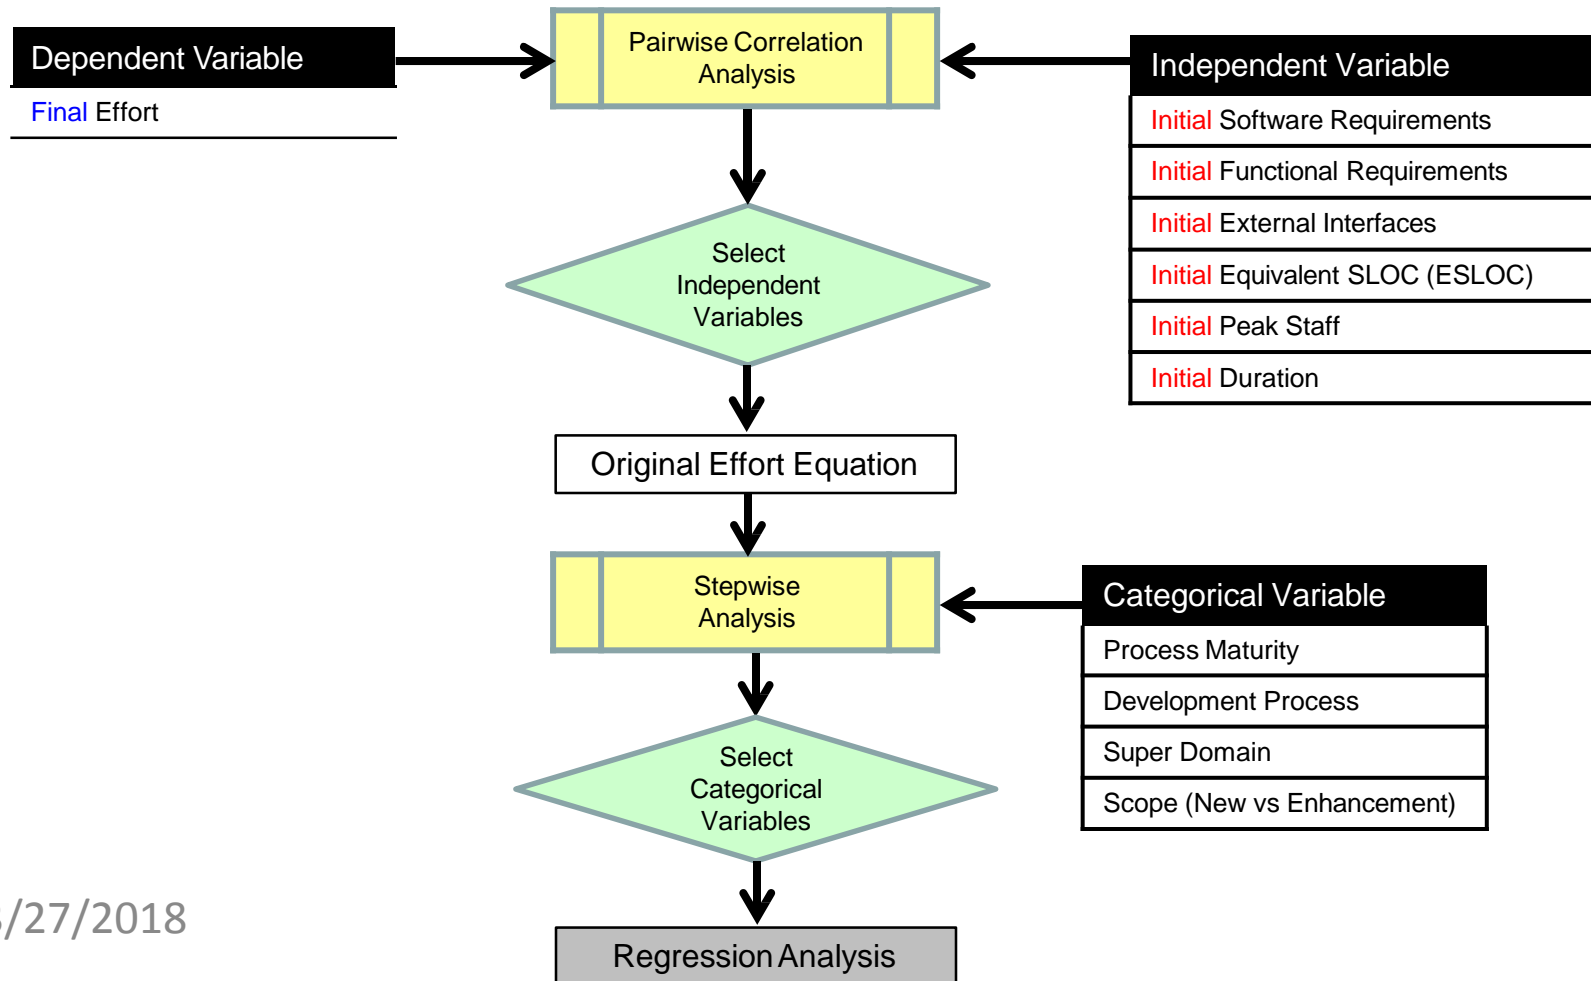 Pairwise Correlation
Analysis
Dependent Variable
Final Effort
Independent Variable
Initial Software Requirements
Initial Functional Requirements
Initial External Interfaces
Initial Equivalent SLOC (ESLOC)
Initial Peak Staff
Initial Duration
Select
Independent
Variables
Original Effort Equation
Stepwise
Analysis
Categorical Variable
Process Maturity
Development Process
Super Domain
Scope (New vs Enhancement)
Select
Categorical
Variables
/27/2018
Regression Analysis